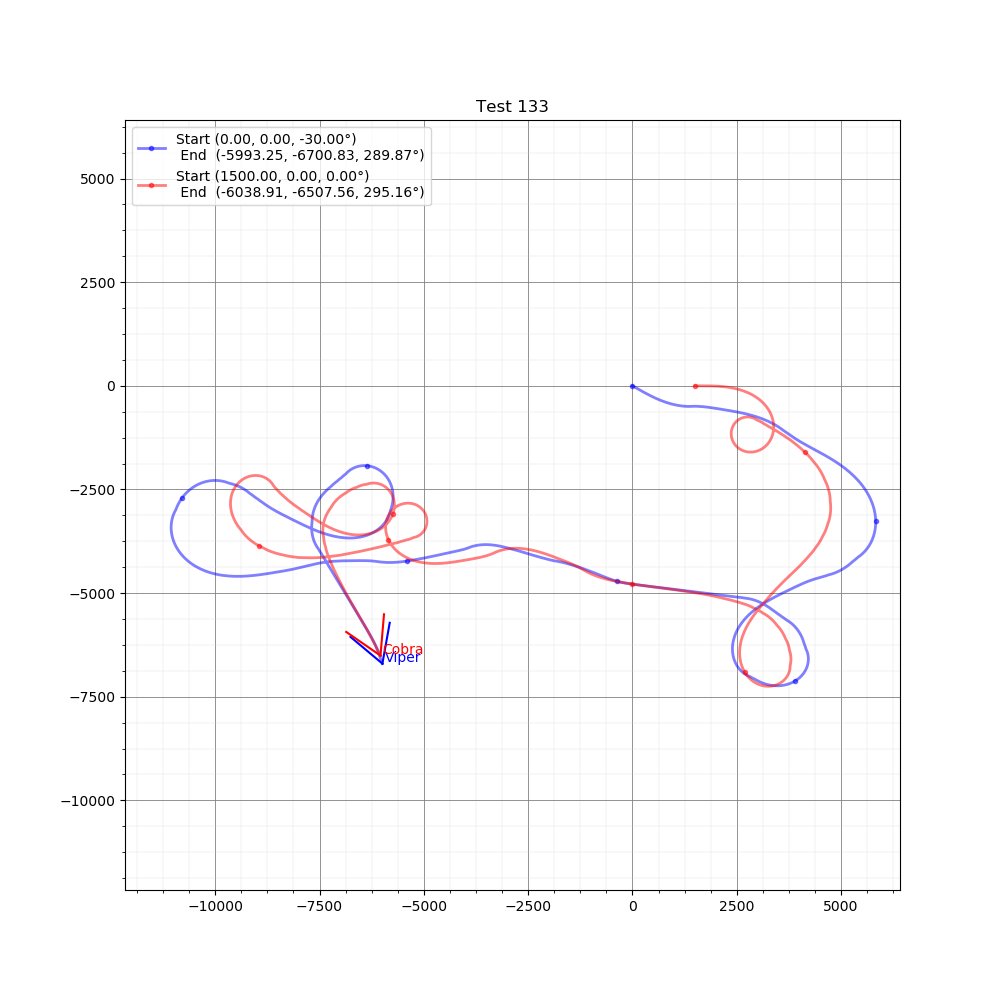 Test 133
Start (0.00, 0.00, -30.00°)
End (-5993.25, -6700.83, 289.87°)
Start (1500.00, 0.00, 0.00°)
End (-6038.91, -6507.56, 295.16°)
5000
2500
0
−2500
−5000
−7500
−10000
Cobra
Viper
−10000
−7500
−5000
−2500
0
2500
5000